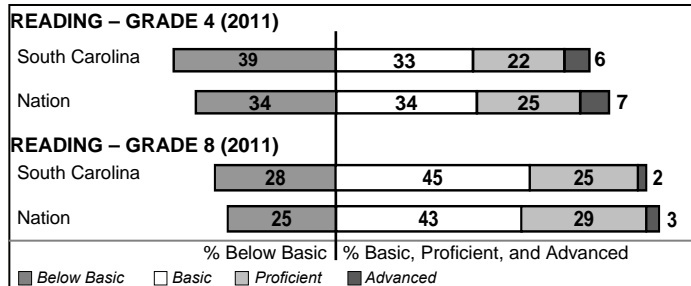 READING – GRADE 4 (2011)
South Carolina 39 33 22 6
Nation 34 34 25 7
READING – GRADE 8 (2011)
South Carolina 28 45 25 2
Nation 25 43 29 3
% Below Basic % Basic, Proficient, and Advanced
Below Basic Basic Proficient Advanced